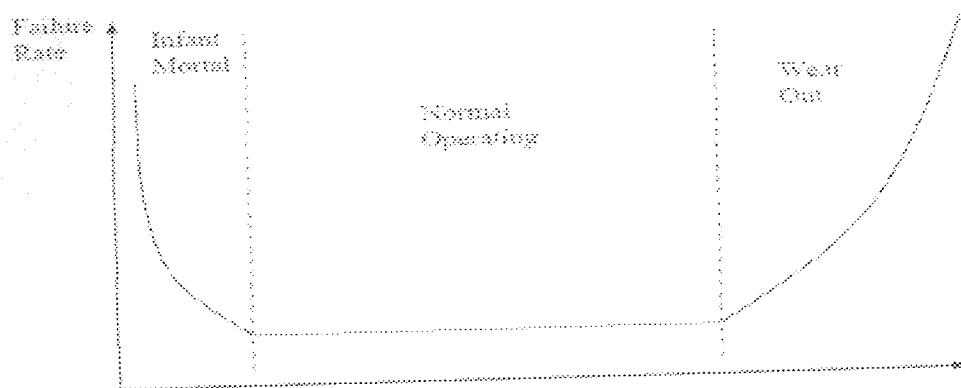 Failure
Rate
Infant
Mortal
Normal
Operating
Wear
Out